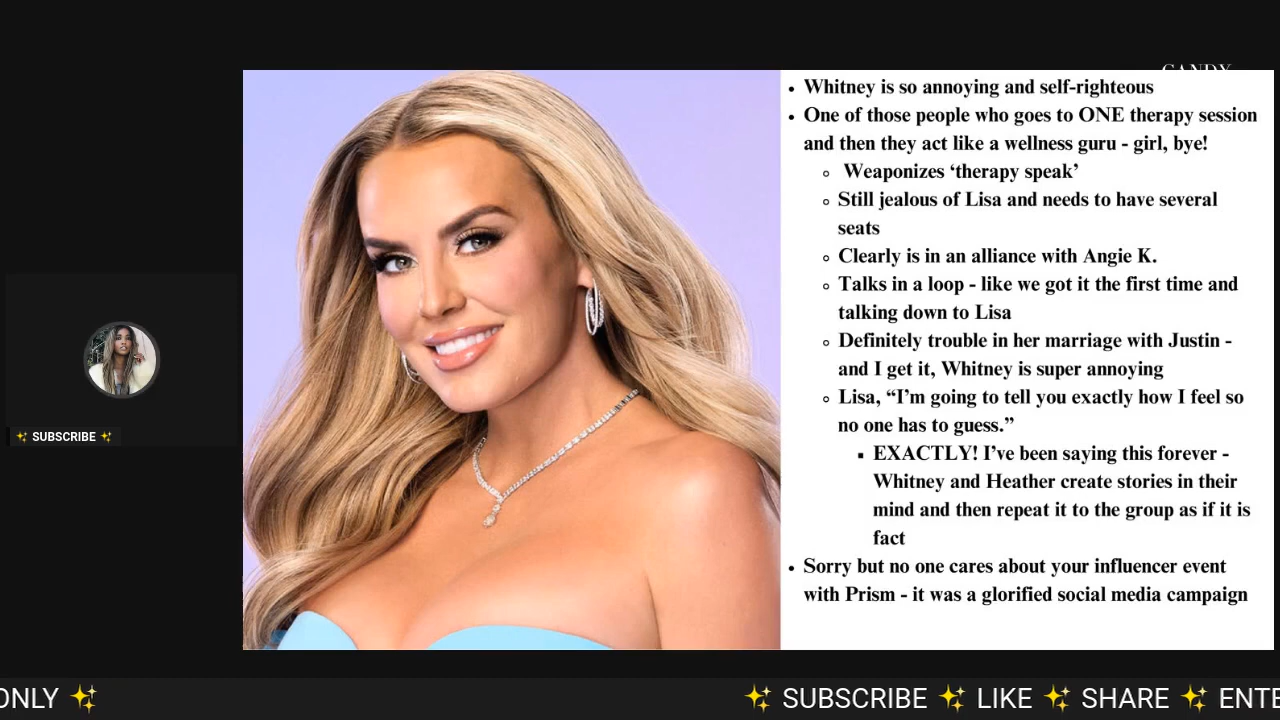 CANDY
Whitney is so annoying and self-righteous
One of those people who goes to ONE therapy session
and then they act like a wellness guru - girl, bye!
Weaponizes ‘therapy speak’
Still jealous of Lisa and needs to have several
seats
Clearly is in an alliance with Angie K.
Talks in a loop - like we got it the first time and
talking down to Lisa
Definitely trouble in her marriage with Justin -
and I get it, Whitney is super annoying
Lisa, “I’m going to tell you exactly how I feel so
no one has to guess.”
EXACTLY! I’ve been saying this forever -
Whitney and Heather create stories in their
mind and then repeat it to the group as if it is
fact
Sorry but no one cares about your influencer event
with Prism - it was a glorified social media campaign
✨ SUBSCRIBE ✨
ONLY ✨ ✨ SUBSCRIBE ✨ LIKE ✨ SHARE ✨ ENTE